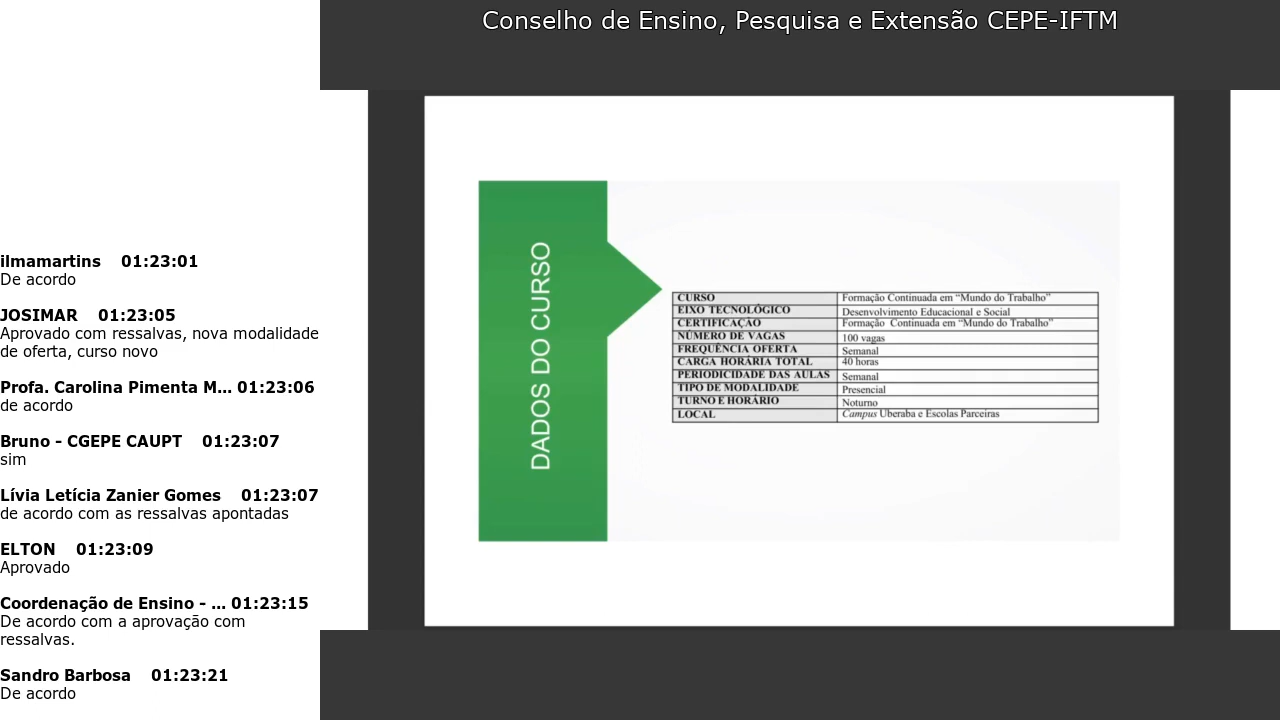 Conselho de Ensino, Pesquisa e Extensão CEPE-IFTM
ilmamartins 01:23:01
De acordo
JOSIMAR 01:23:05
Aprovado com ressalvas, nova modalidade
de oferta, curso novo
Profa. Carolina Pimenta M... 01:23:06
de acordo
Bruno - CGEPE CAUPT 01:23:07
sim
Lívia Letícia Zanier Gomes 01:23:07
de acordo com as ressalvas apontadas
ELTON 01:23:09
Aprovado
Coordenação de Ensino - ... 01:23:15
De acordo com a aprovação com
ressalvas.
Sandro Barbosa 01:23:21
De acordo
DADOS DO CURSO
CURSO Formação Continuada em “Mundo do Trabalho”
EIXO TECNOLÓGICO Desenvolvimento Educacional e Social
CERTIFICAÇÃO Formação Continuada em “Mundo do Trabalho”
NÚMERO DE VAGAS 100 vagas
FREQUÊNCIA OFERTA Semanal
CARGA HORÁRIA TOTAL 40 horas
PERIODICIDADE DAS AULAS Semanal
TIPO DE MODALIDADE Presencial
TURNO E HORÁRIO Noturno
LOCAL Campus Uberaba e Escolas Parceiras